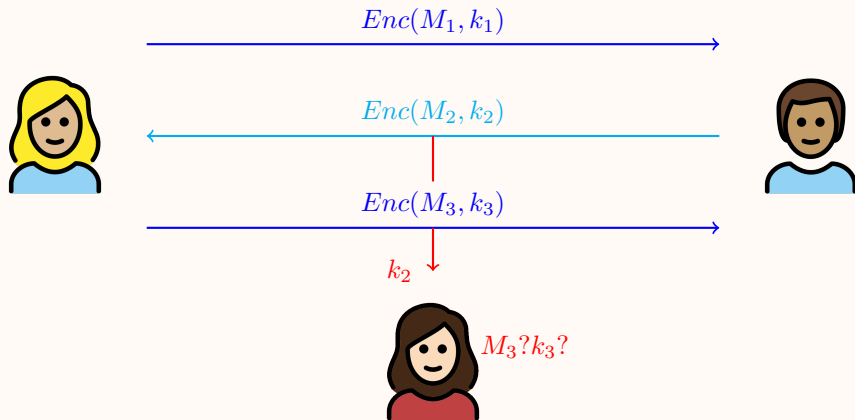 Enc(M₁, k₁)
Enc(M₂, k₂)
Enc(M₃, k₃)
k₂
M₃?k₃?